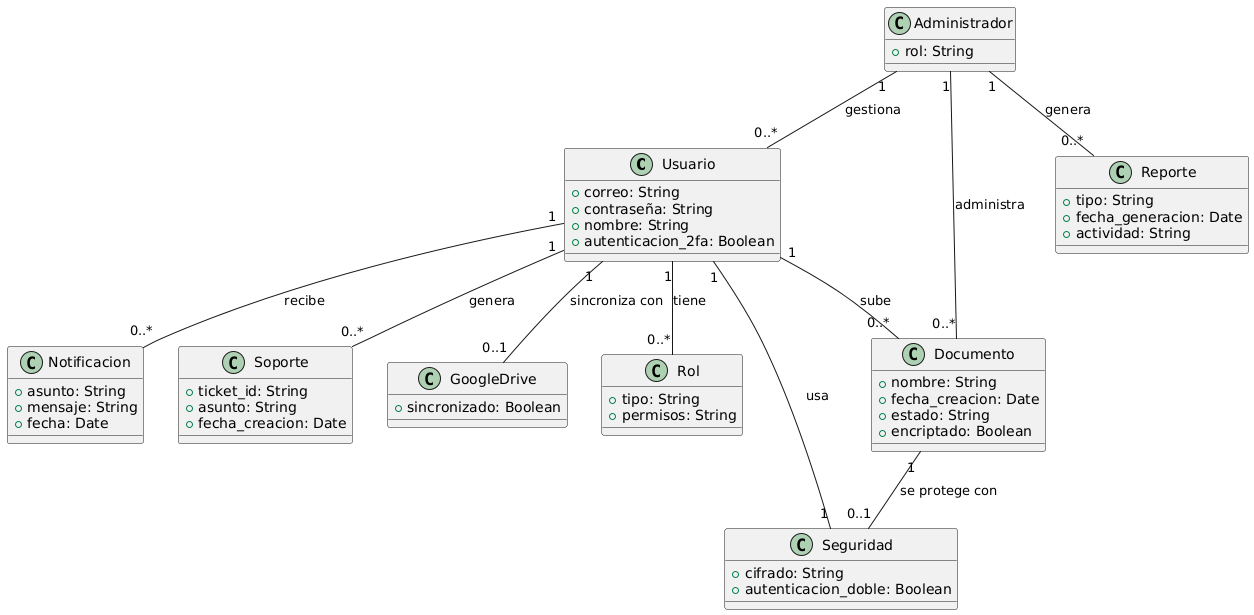 C Administrador
rol: String
1
1
1
gestiona
genera
0..*
0..*
C Usuario
correo: String
contraseña: String
nombre: String
autenticacion_2fa: Boolean
C Reporte
tipo: String
fecha_generacion: Date
actividad: String
administra
1
1
1
1
1
1
recibe
genera
sincroniza con
tiene
sube
0..*
0..*
0..1
0..*
0..*
0..*
C Notificacion
asunto: String
mensaje: String
fecha: Date
C Soporte
ticket_id: String
asunto: String
fecha_creacion: Date
C GoogleDrive
sincronizado: Boolean
C Rol
tipo: String
permisos: String
usa
C Documento
nombre: String
fecha_creacion: Date
estado: String
encriptado: Boolean
1
se protege con
1
0..1
C Seguridad
cifrado: String
autenticacion_doble: Boolean